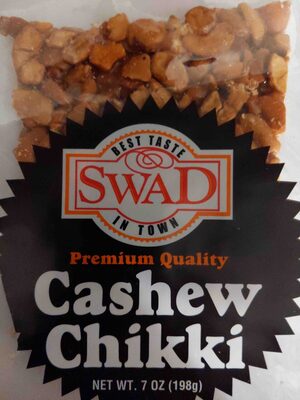 BEST TASTE
SWAD
IN TOWN
Premium Quality
Cashew
Chikki
NET WT. 7 OZ (198g)